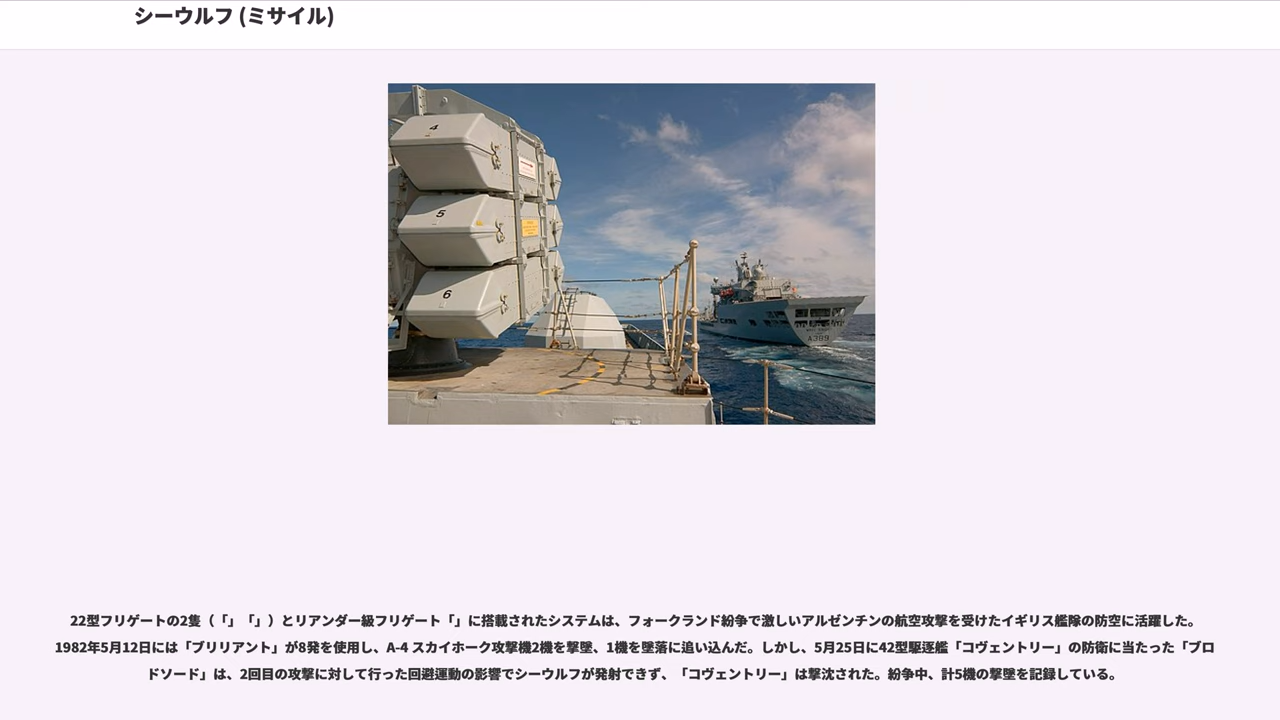 シーウルフ (ミサイル)
4
5
6
A389
22型フリゲートの2隻（「」「」）とリアンダー級フリゲート「」に搭載されたシステムは、フォークランド紛争で激しいアルゼンチンの航空攻撃を受けたイギリス艦隊の防空に活躍した。
1982年5月12日には「ブリリアント」が8発を使用し、A-4 スカイホーク攻撃機2機を撃墜、1機を墜落に追い込んだ。しかし、5月25日に42型駆逐艦「コヴェントリー」の防衛に当たった「ブロ
ドソード」は、2回目の攻撃に対して行った回避運動の影響でシーウルフが発射できず、「コヴェントリー」は撃沈された。紛争中、計5機の撃墜を記録している。